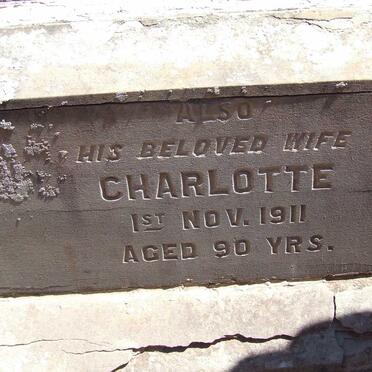 ALSO
HIS BELOVED WIFE
CHARLOTTE
1ST NOV. 1911
AGED 90 YRS.